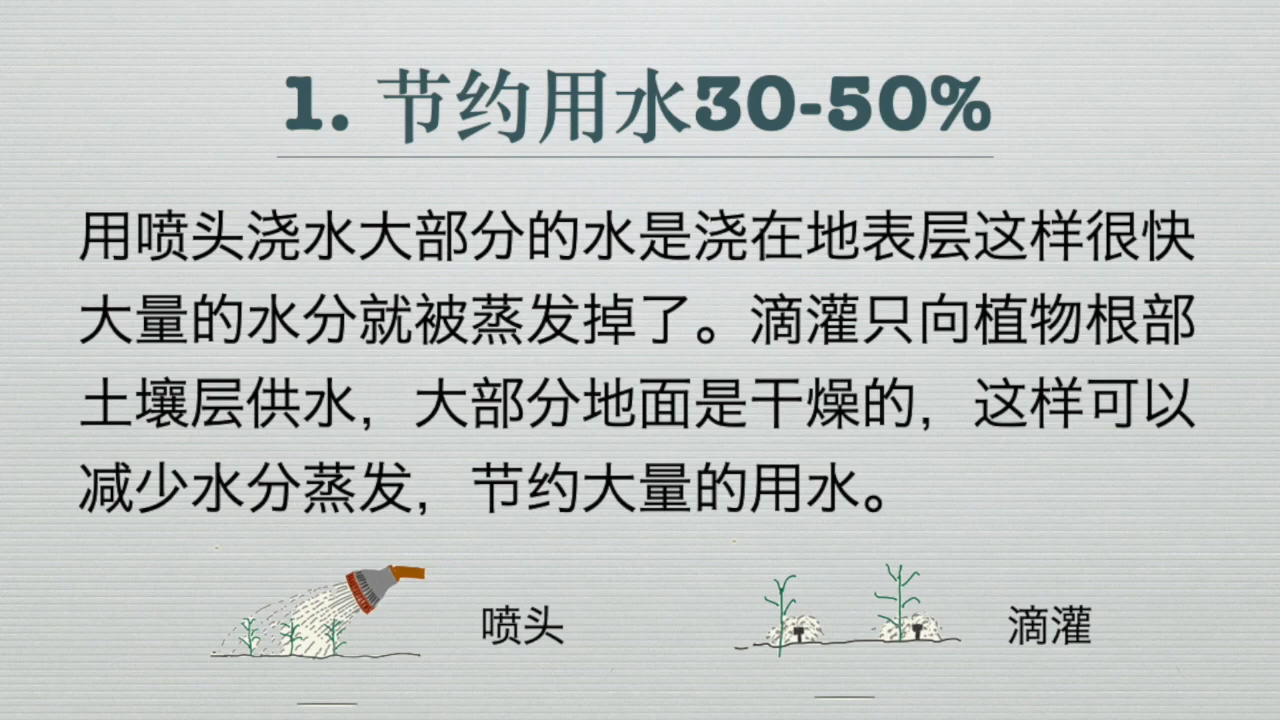 1. 节约用水30-50%
用喷头浇水大部分的水是浇在地表层这样很快
大量的水分就被蒸发掉了。滴灌只向植物根部
土壤层供水，大部分地面是干燥的，这样可以
减少水分蒸发，节约大量的用水。
喷头
滴灌